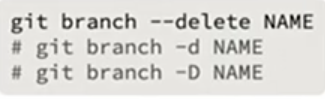 git branch --delete NAME
# git branch -d NAME
# git branch -D NAME